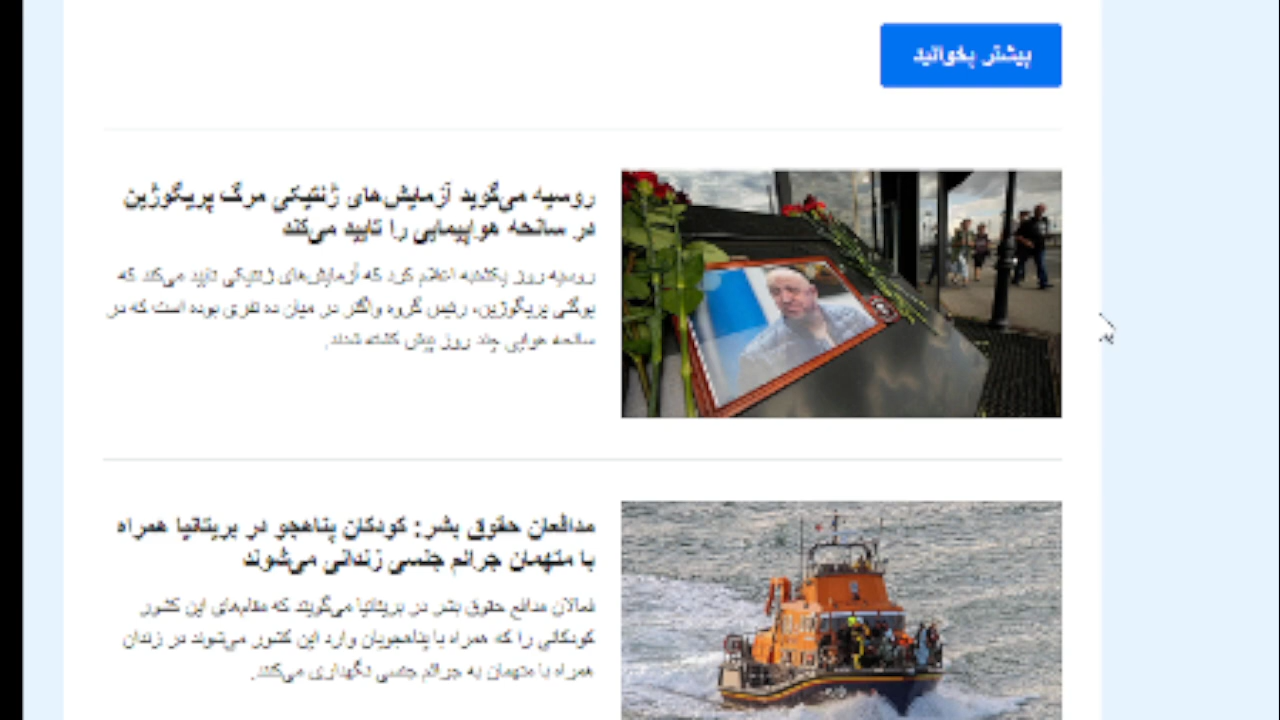 بیشتر بخوانید
روسیه می‌گوید آزمایش‌های ژنتیکی مرگ پریگوژین
در سانحه هواپیمایی را تایید می‌کند
روسیه روز یکشنبه اعلام کرد که آزمایش‌های ژنتیکی تایید می‌کند که
یوگنی پریگوژین، رئیس گروه واگنر در میان ده نفری بوده است که در
سانحه هوایی چند روز پیش کشته شدند.
مدافعان حقوق بشر: کودکان پناهجو در بریتانیا همراه
با متهمان جرائم جنسی زندانی می‌شوند
فعالان مدافع حقوق بشر در بریتانیا می‌گویند که مقام‌های این کشور
کودکانی را که همراه با پناهجویان وارد این کشور می‌شوند در زندان
همراه با متهمان به جرائم جنسی نگهداری می‌کنند.